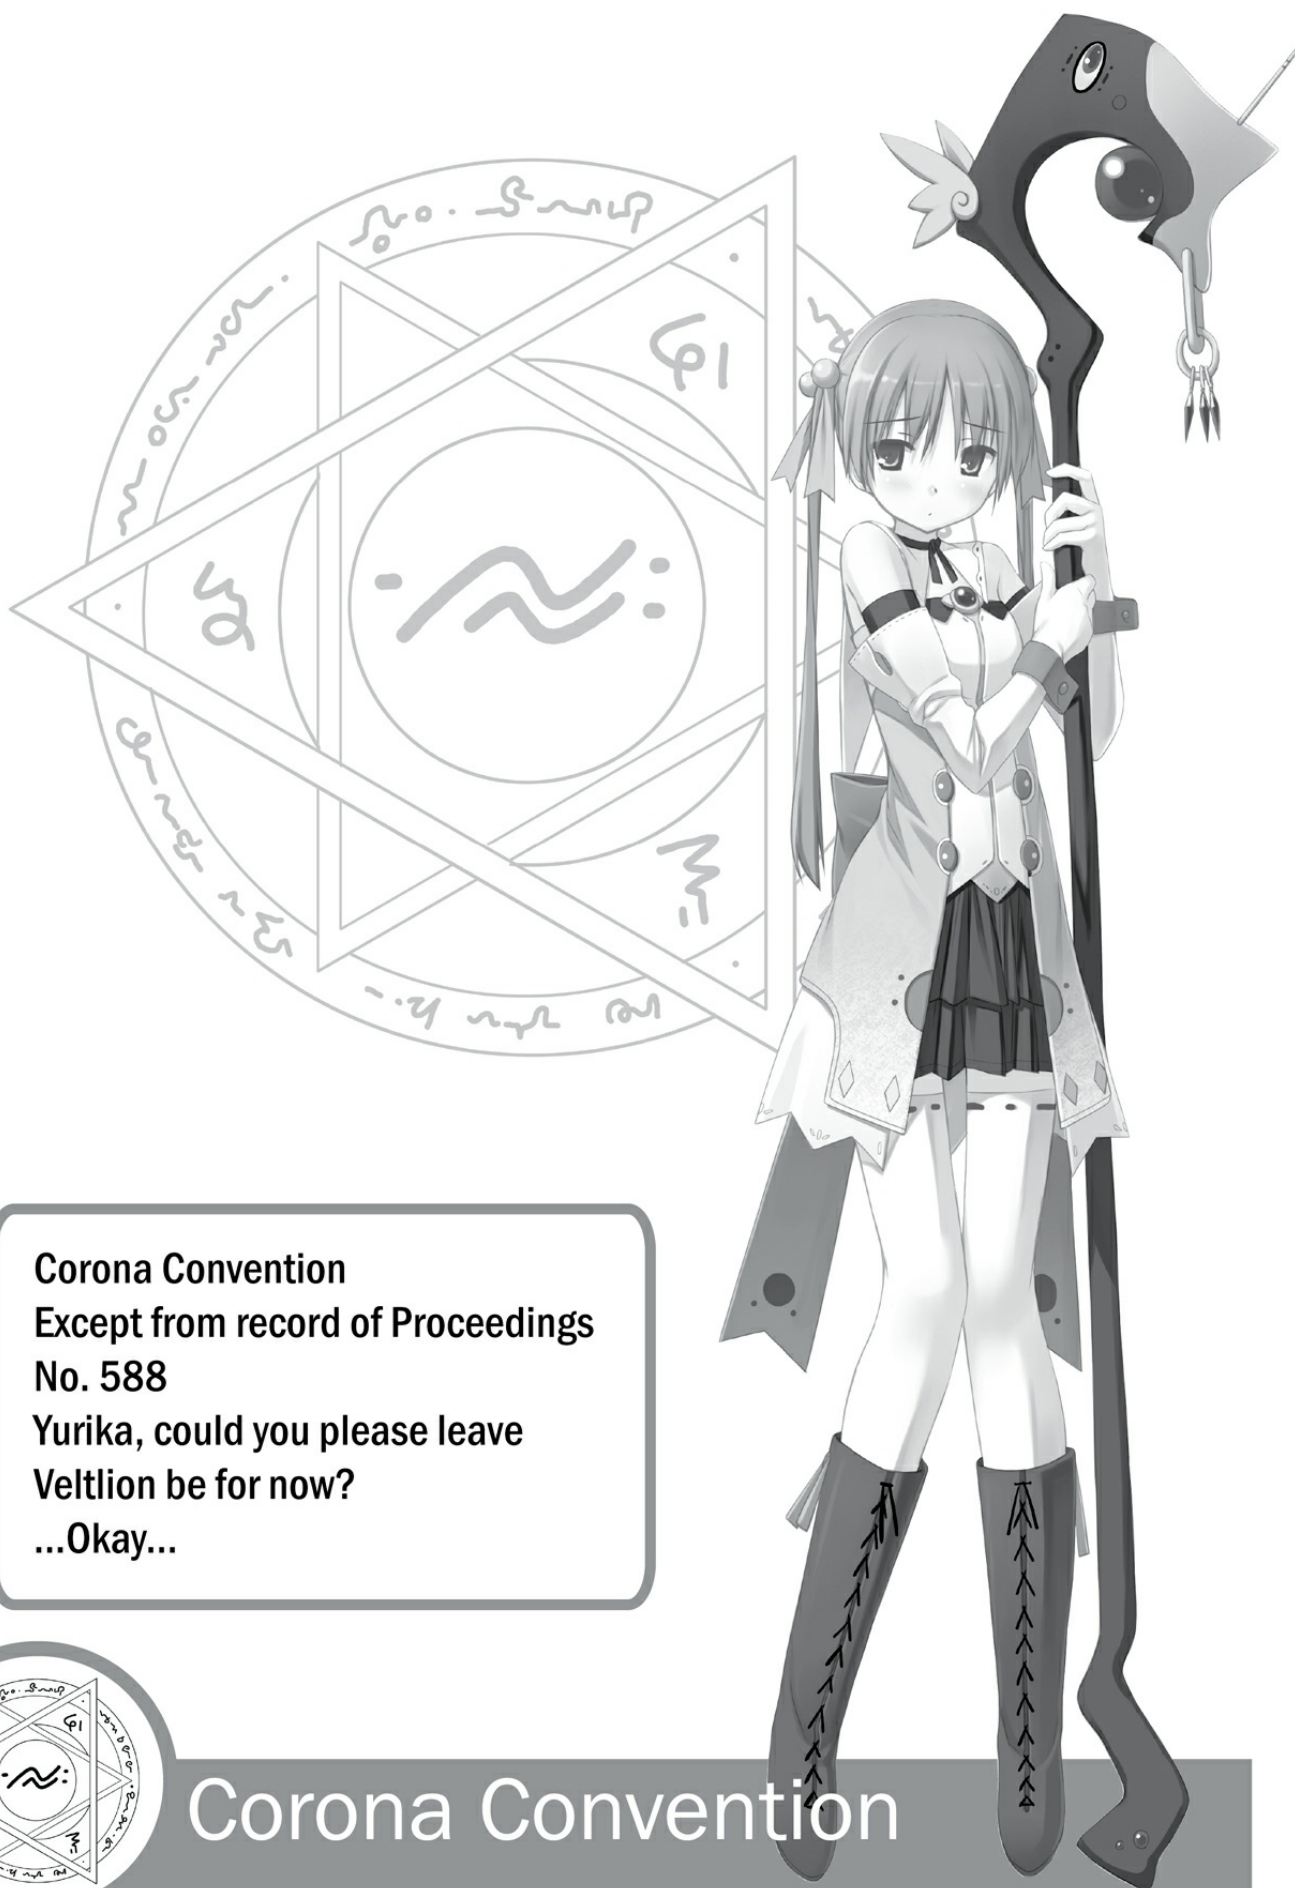 Corona Convention
Except from record of Proceedings
No. 588
Yurika, could you please leave
Veltlion be for now?
...Okay...
Corona Convention